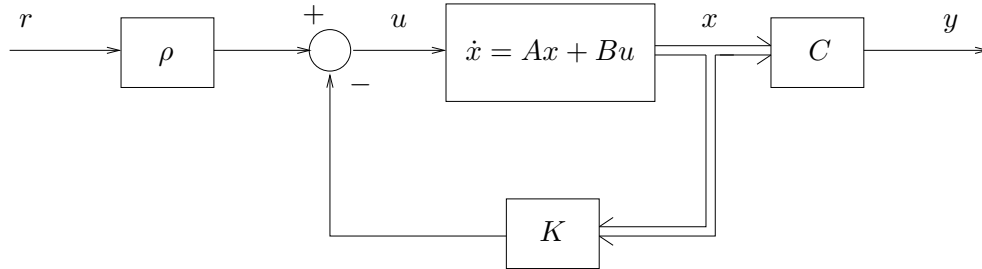 r + u x y
ρ ẋ = Ax + Bu C
−
K